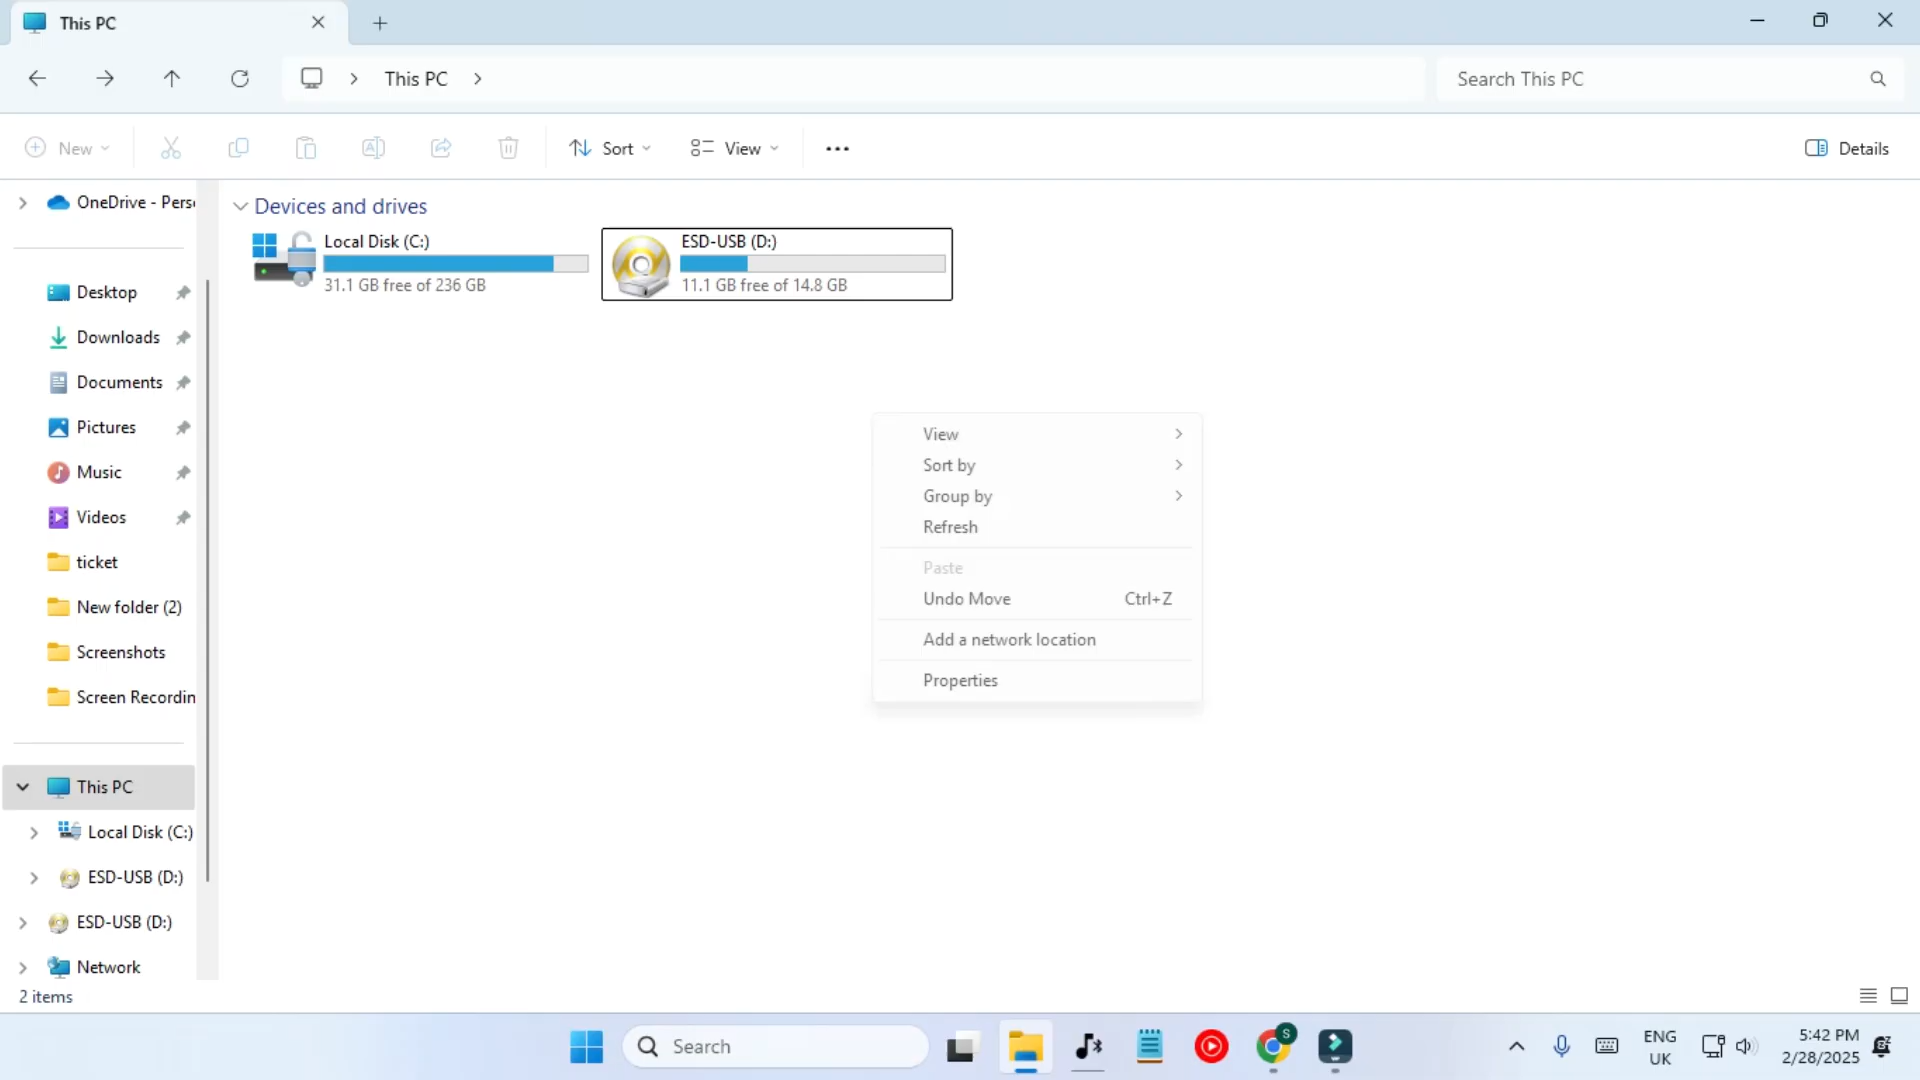 This PC
This PC
Search This PC
New
Sort
View
Details
OneDrive - Perso
Desktop
Downloads
Documents
Pictures
Music
Videos
ticket
New folder (2)
Screenshots
Screen Recordin
This PC
Local Disk (C:)
ESD-USB (D:)
ESD-USB (D:)
Network
2 items
Devices and drives
Local Disk (C:)
31.1 GB free of 236 GB
ESD-USB (D:)
11.1 GB free of 14.8 GB
View
Sort by
Group by
Refresh
Paste
Undo Move Ctrl+Z
Add a network location
Properties
Search
S
ENG
UK
5:42 PM
2/28/2025